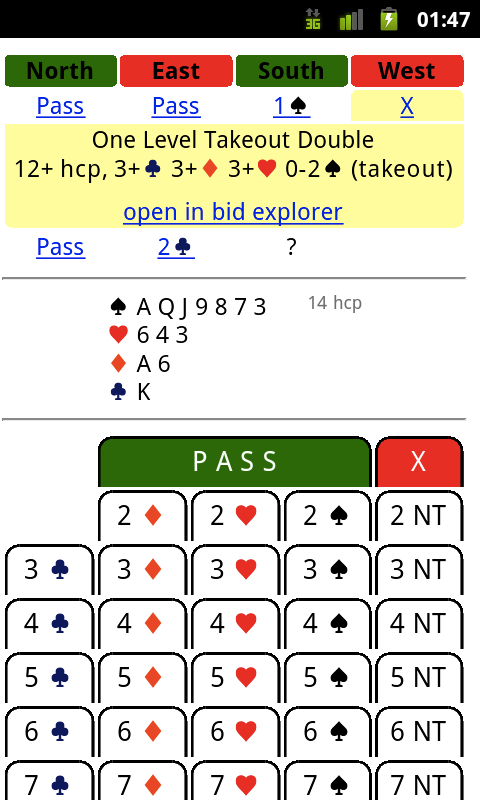 3G 01:47
North East South West
Pass Pass 1♠ X
One Level Takeout Double
12+ hcp, 3+♣ 3+♦ 3+♥ 0-2♠ (takeout)
open in bid explorer
Pass 2♣ ?
♠ A Q J 9 8 7 3 14 hcp
♥ 6 4 3
♦ A 6
♣ K
P A S S X
2 ♦ 2 ♥ 2 ♠ 2 NT
3 ♣ 3 ♦ 3 ♥ 3 ♠ 3 NT
4 ♣ 4 ♦ 4 ♥ 4 ♠ 4 NT
5 ♣ 5 ♦ 5 ♥ 5 ♠ 5 NT
6 ♣ 6 ♦ 6 ♥ 6 ♠ 6 NT
7 ♣ 7 ♦ 7 ♥ 7 ♠ 7 NT